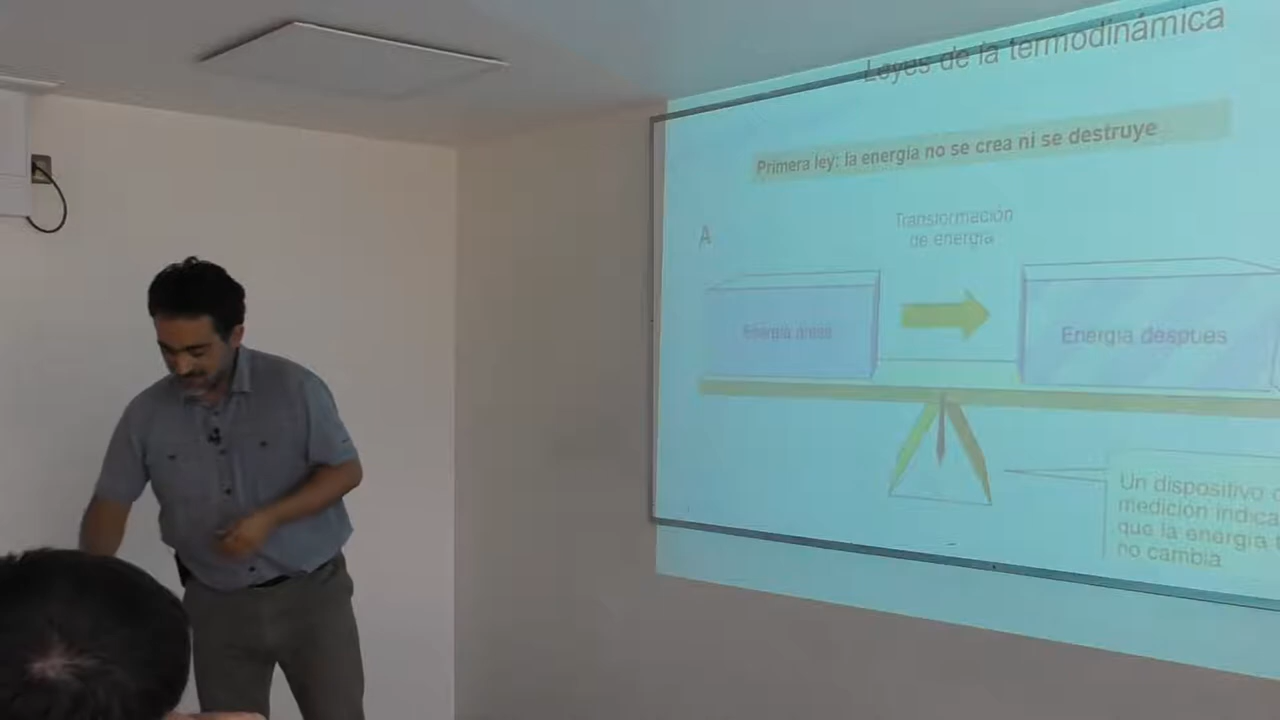 Leyes de la termodinámica
Primera ley: la energía no se crea ni se destruye
A
Transformación
de energía
Energía antes
Energía después
Un dispositivo
medición indica
que la energía
no cambia